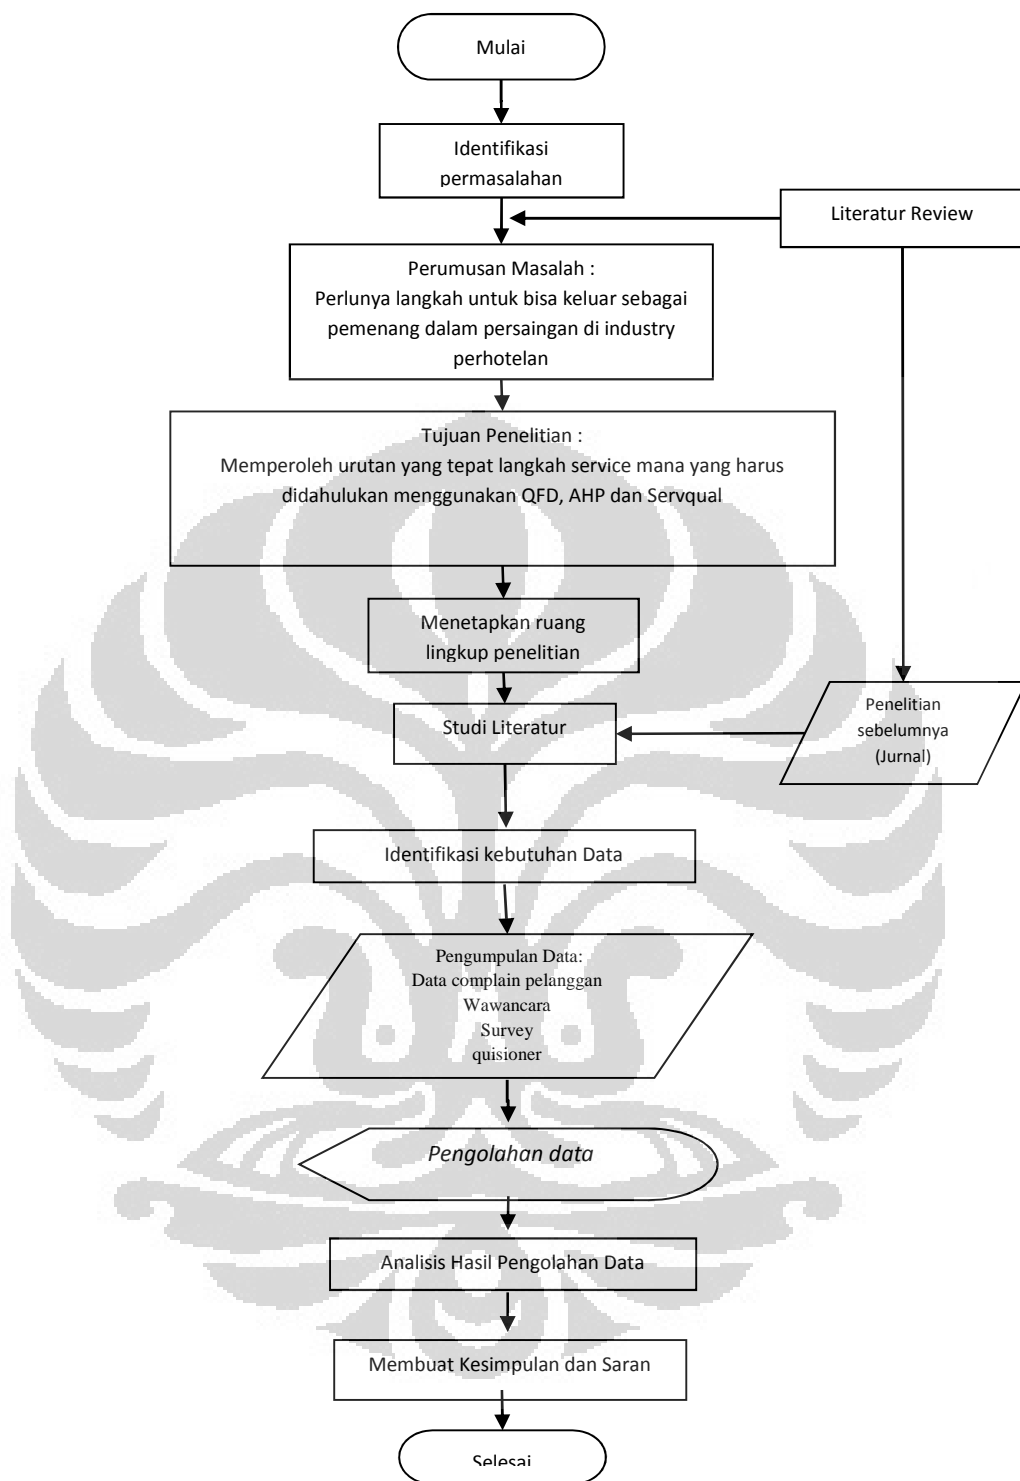 Mulai
Identifikasi
permasalahan
Literatur Review
Perumusan Masalah :
Perlunya langkah untuk bisa keluar sebagai
pemenang dalam persaingan di industry
perhotelan
Tujuan Penelitian :
Memperoleh urutan yang tepat langkah service mana yang harus
didahulukan menggunakan QFD, AHP dan Servqual
Menetapkan ruang
lingkup penelitian
Studi Literatur
Penelitian
sebelumnya
(Jurnal)
Identifikasi kebutuhan Data
Pengumpulan Data:
Data complain pelanggan
Wawancara
Survey
quisioner
Pengolahan data
Analisis Hasil Pengolahan Data
Membuat Kesimpulan dan Saran
Selesai